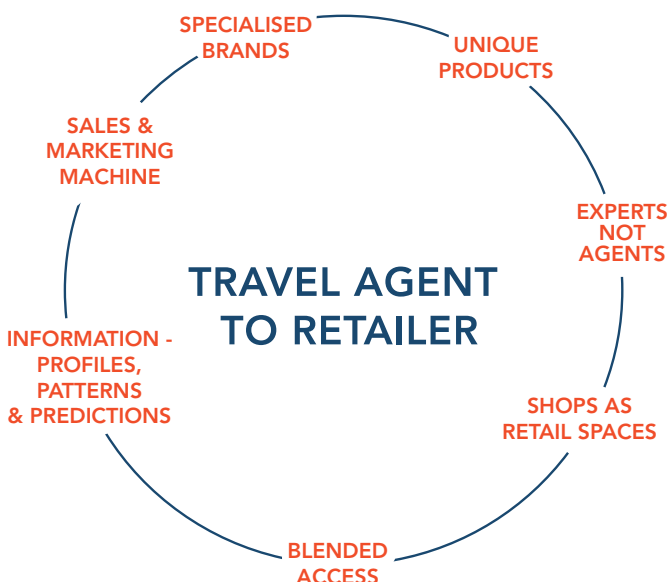 SPECIALISED
BRANDS
UNIQUE
PRODUCTS
EXPERTS
NOT
AGENTS
SHOPS AS
RETAIL SPACES
BLENDED
ACCESS
INFORMATION -
PROFILES,
PATTERNS
& PREDICTIONS
SALES &
MARKETING
MACHINE
TRAVEL AGENT
TO RETAILER